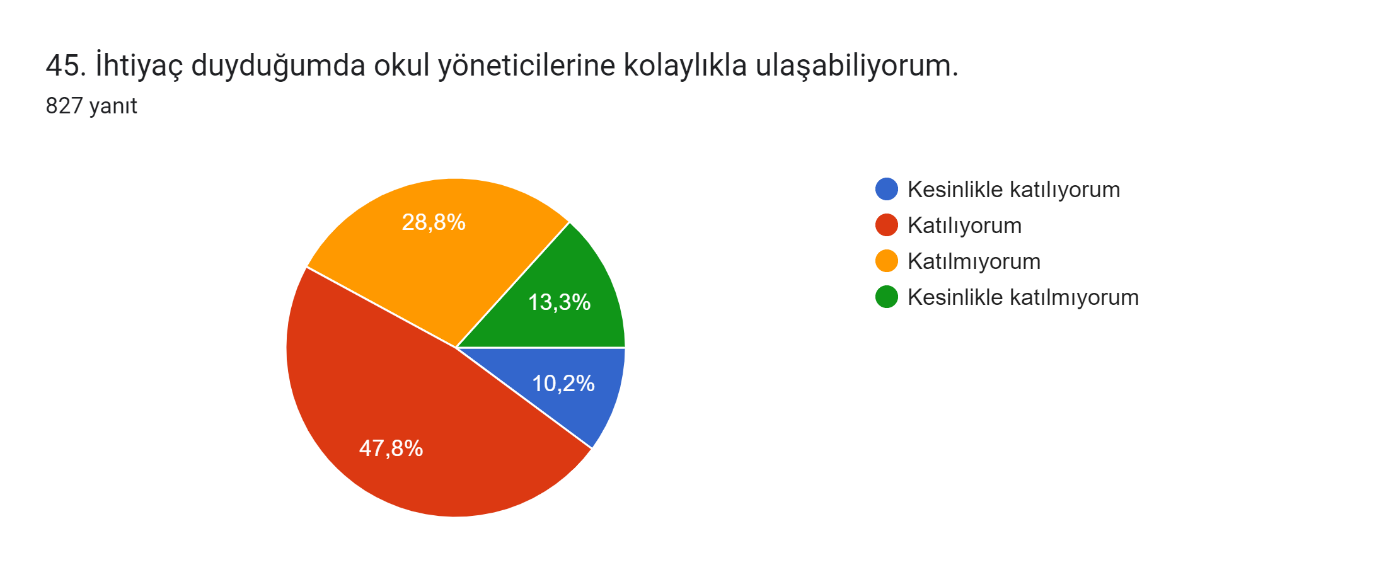 45. İhtiyaç duyduğumda okul yöneticilerine kolaylıkla ulaşabiliyorum.
827 yanıt
28,8%
13,3%
10,2%
47,8%
Kesinlikle katılıyorum
Katılıyorum
Katılmıyorum
Kesinlikle katılmıyorum